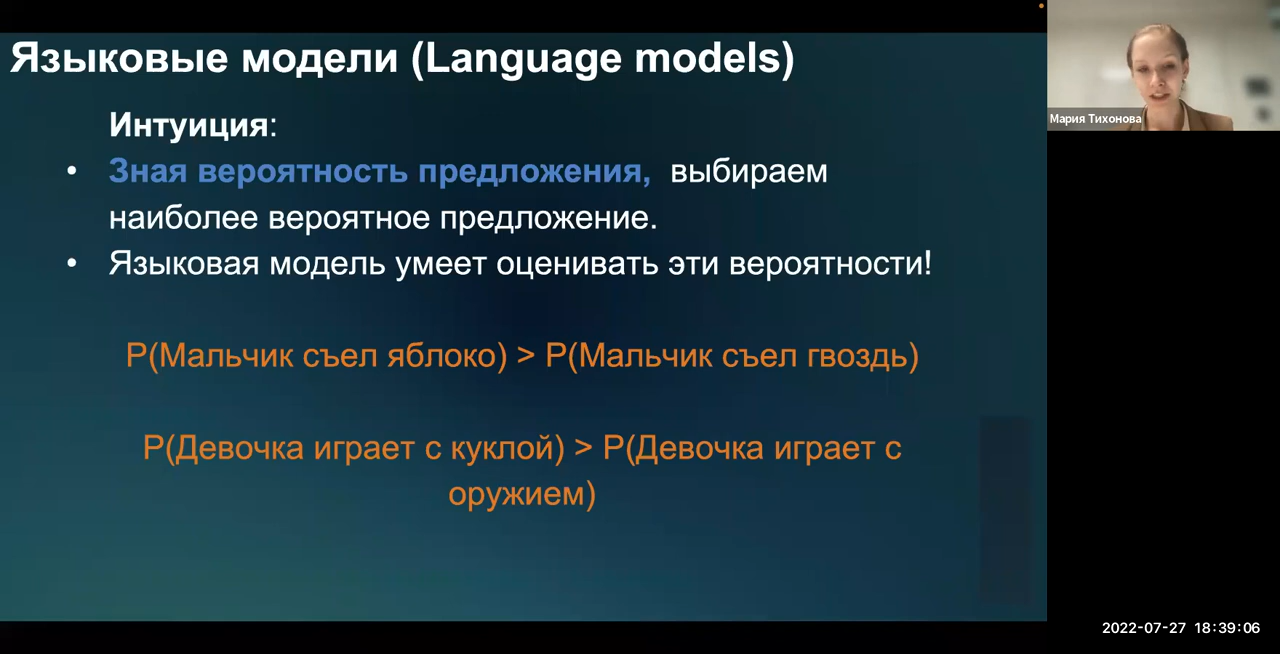 Языковые модели (Language models)
Интуиция:
• Зная вероятность предложения, выбираем
наиболее вероятное предложение.
• Языковая модель умеет оценивать эти вероятности!
P(Мальчик съел яблоко) > P(Мальчик съел гвоздь)
P(Девочка играет с куклой) > P(Девочка играет с
оружием)
Мария Тихонова
2022-07-27 18:39:06